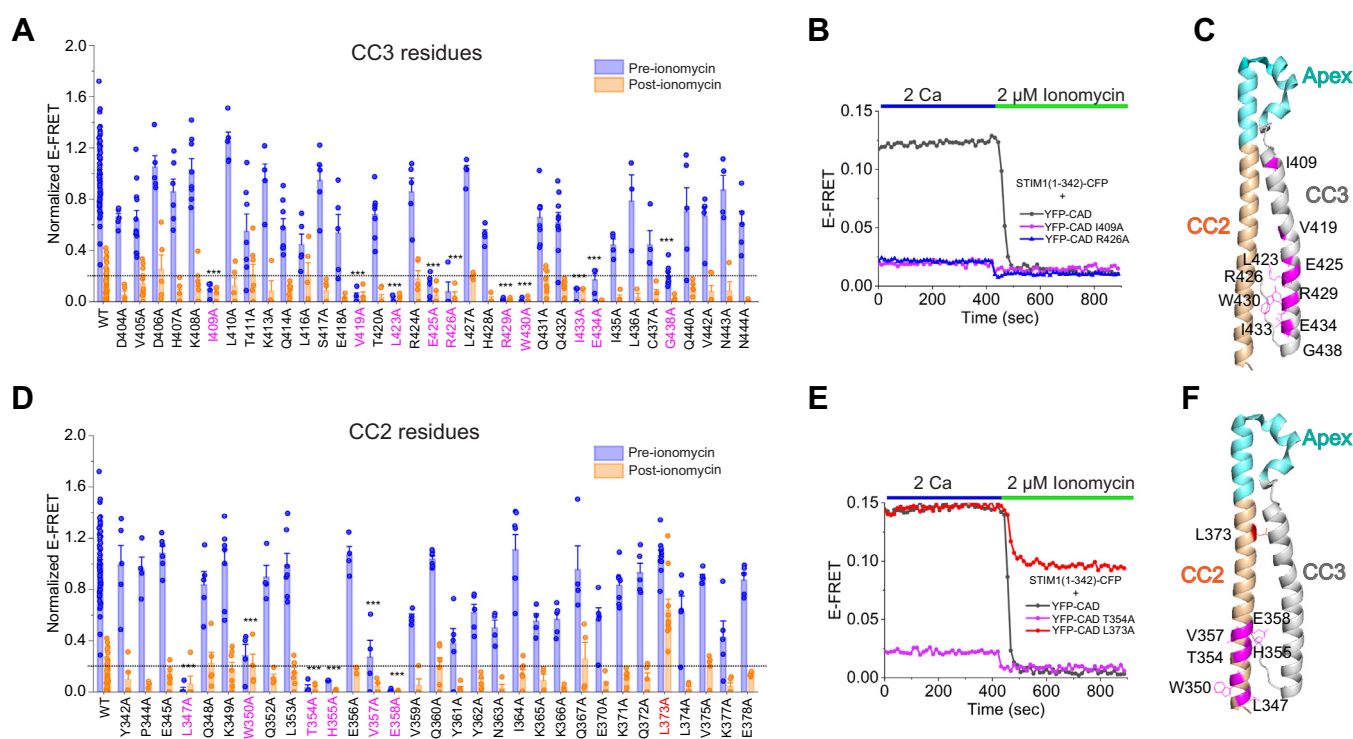 A
CC3 residues
Pre-ionomycin
Post-ionomycin
Normalized E-FRET
2.0
1.6
1.2
0.8
0.4
0.0
*** *** *** *** *** *** *** *** *** ***
WT D404A V405A D406A H407A K408A I409A L410A T411A K413A Q414A K416A S417A E418A V419A T420A L423A R424A E425A R426A L427A H428A R429A W430A Q431A Q432A I433A E434A I435A L436A C437A G438A Q440A V442A N443A N444A
B
2 Ca
2 µM Ionomycin
E-FRET
0.15
0.10
0.05
0.00
STIM1(1-342)-CFP
+
YFP-CAD
YFP-CAD I409A
YFP-CAD R426A
0 200 400 600 800
Time (sec)
C
Apex
I409
CC3
V419
CC2
L423
E425
R426
R429
W430
E434
I433
G438
D
CC2 residues
Pre-ionomycin
Post-ionomycin
Normalized E-FRET
2.0
1.6
1.2
0.8
0.4
0.0
*** *** *** *** *** ***
WT Y342A P344A E345A L347A Q348A K349A W350A Q352A L353A T354A H355A E356A V357A E358A V359A Q360A Y361A Y362A N363A I364A K365A K366A Q367A E370A K371A Q372A L373A L374A V375A K377A E378A
E
2 Ca
2 µM Ionomycin
E-FRET
0.15
0.10
0.05
0.00
STIM1(1-342)-CFP
+
YFP-CAD
YFP-CAD T354A
YFP-CAD L373A
0 200 400 600 800
Time (sec)
F
Apex
L373
CC2
CC3
E358
V357
H355
T354
W350
L347